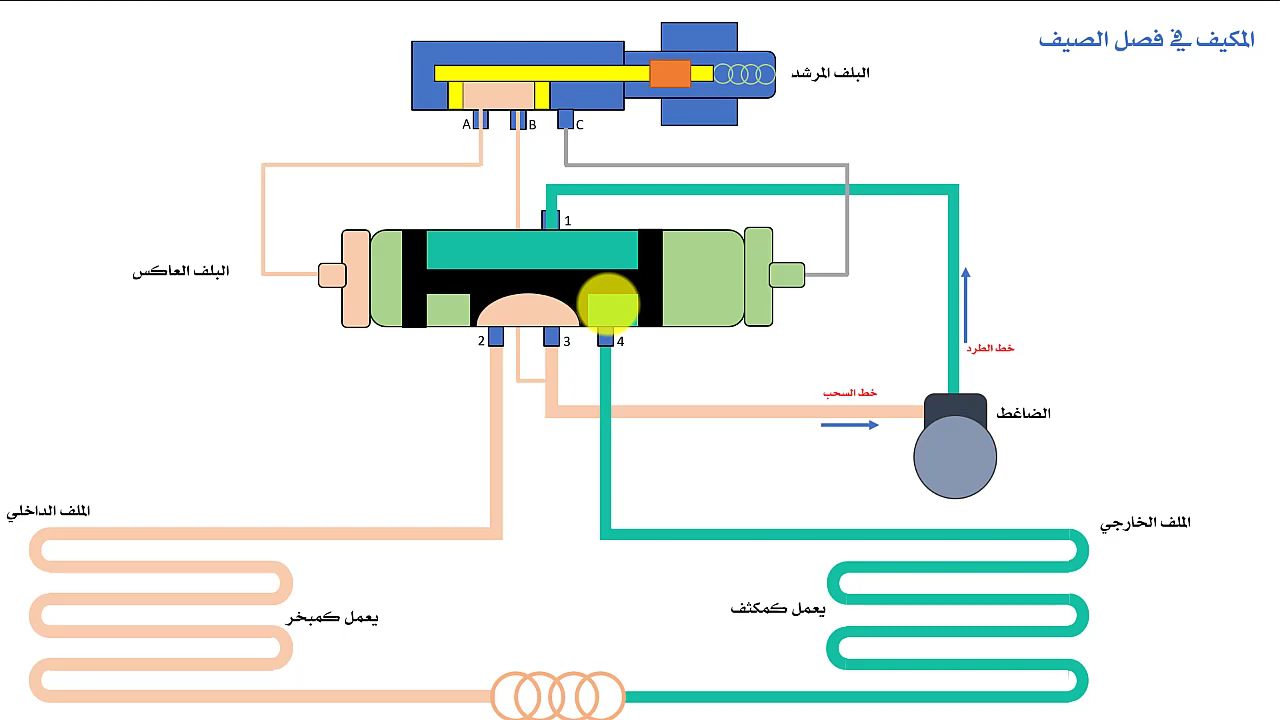 المكيف في فصل الصيف
البلف المرشد
A
B
C
1
البلف العاكس
2
3
4
خط الطرد
خط السحب
الضاغط
الملف الداخلي
الملف الخارجي
يعمل كمكثف
يعمل كمبخر